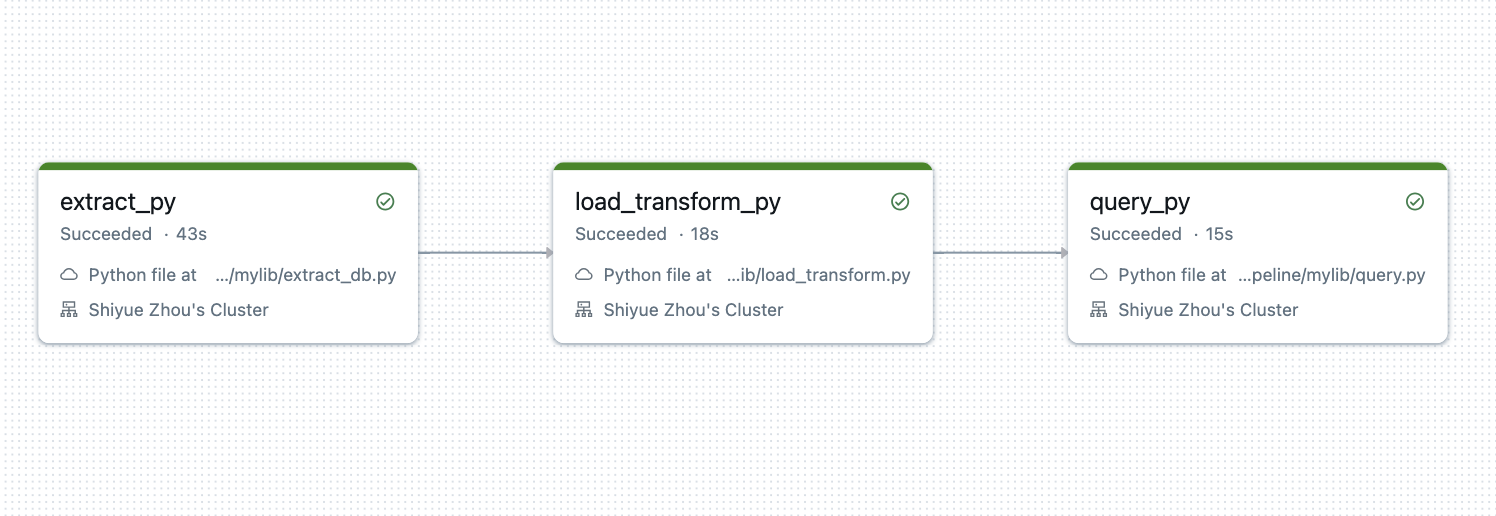 extract_py
Succeeded · 43s
Python file at .../mylib/extract_db.py
Shiyue Zhou's Cluster
load_transform_py
Succeeded · 18s
Python file at ...ib/load_transform.py
Shiyue Zhou's Cluster
query_py
Succeeded · 15s
Python file at ...peline/mylib/query.py
Shiyue Zhou's Cluster